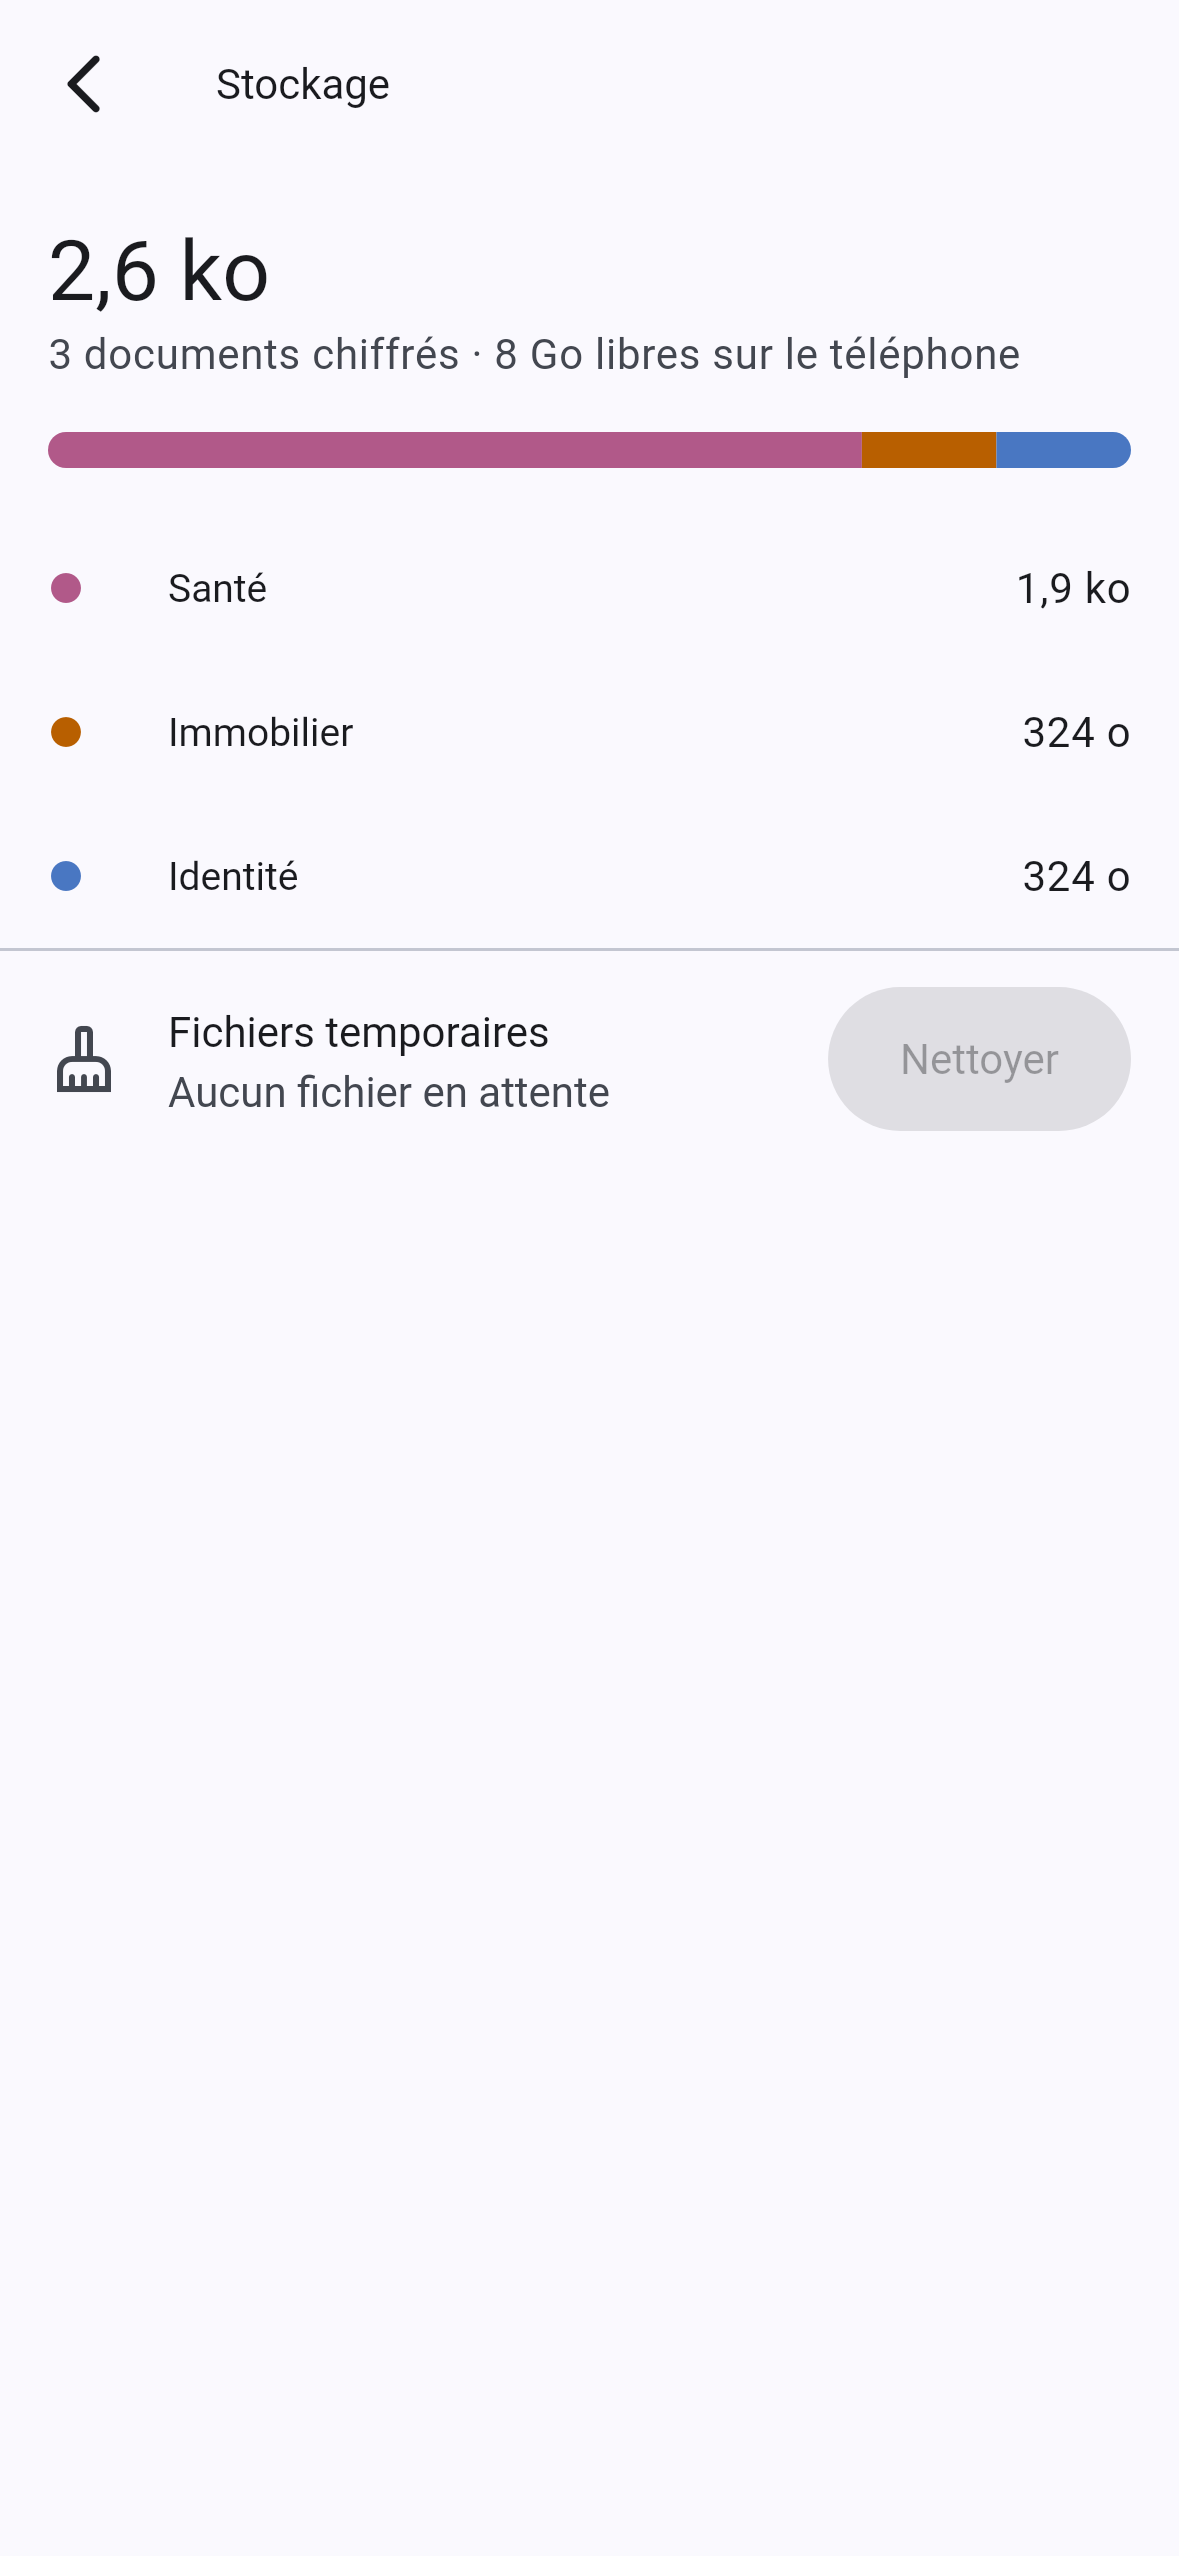 Stockage
2,6 ko
3 documents chiffrés · 8 Go libres sur le téléphone
Santé 1,9 ko
Immobilier 324 o
Identité 324 o
Fichiers temporaires
Aucun fichier en attente
Nettoyer